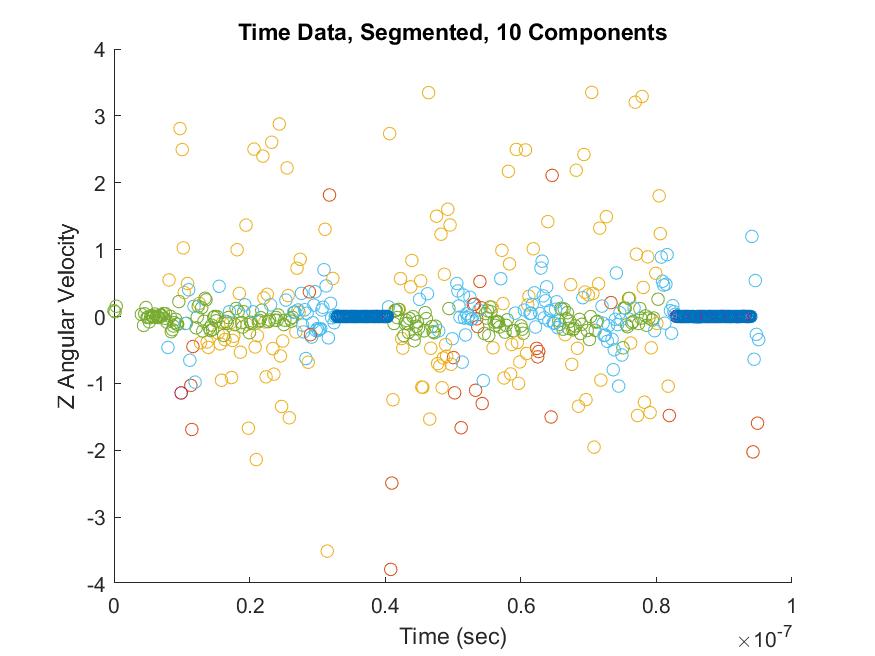 Time Data, Segmented, 10 Components
4
3
2
1
0
-1
-2
-3
-4
Z Angular Velocity
0 0.2 0.4 0.6 0.8 1
Time (sec)
×10^-7